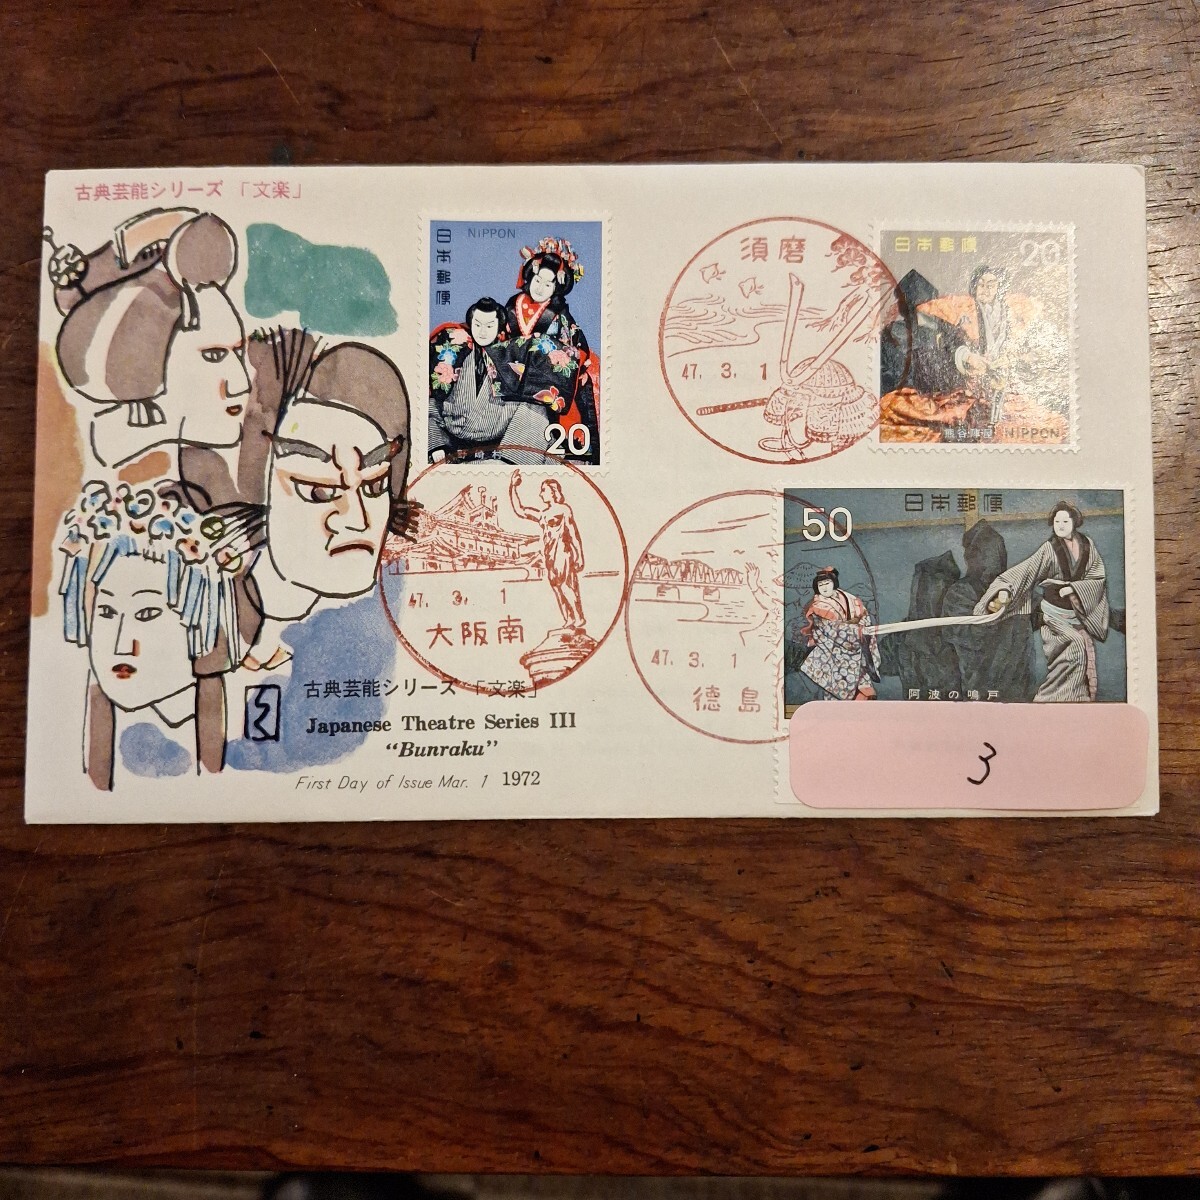 古典芸能シリーズ「文楽」
日本郵便
NIPPON
20
野崎村
須磨
47. 3. 1
日本郵便
20
熊谷陣屋 NIPPON
47. 3. 1
大阪南
50
日本郵便
阿波の鳴戸
47. 3. 1
徳島
古典芸能シリーズ「文楽」
Japanese Theatre Series III
“Bunraku”
First Day of Issue Mar. 1 1972
3